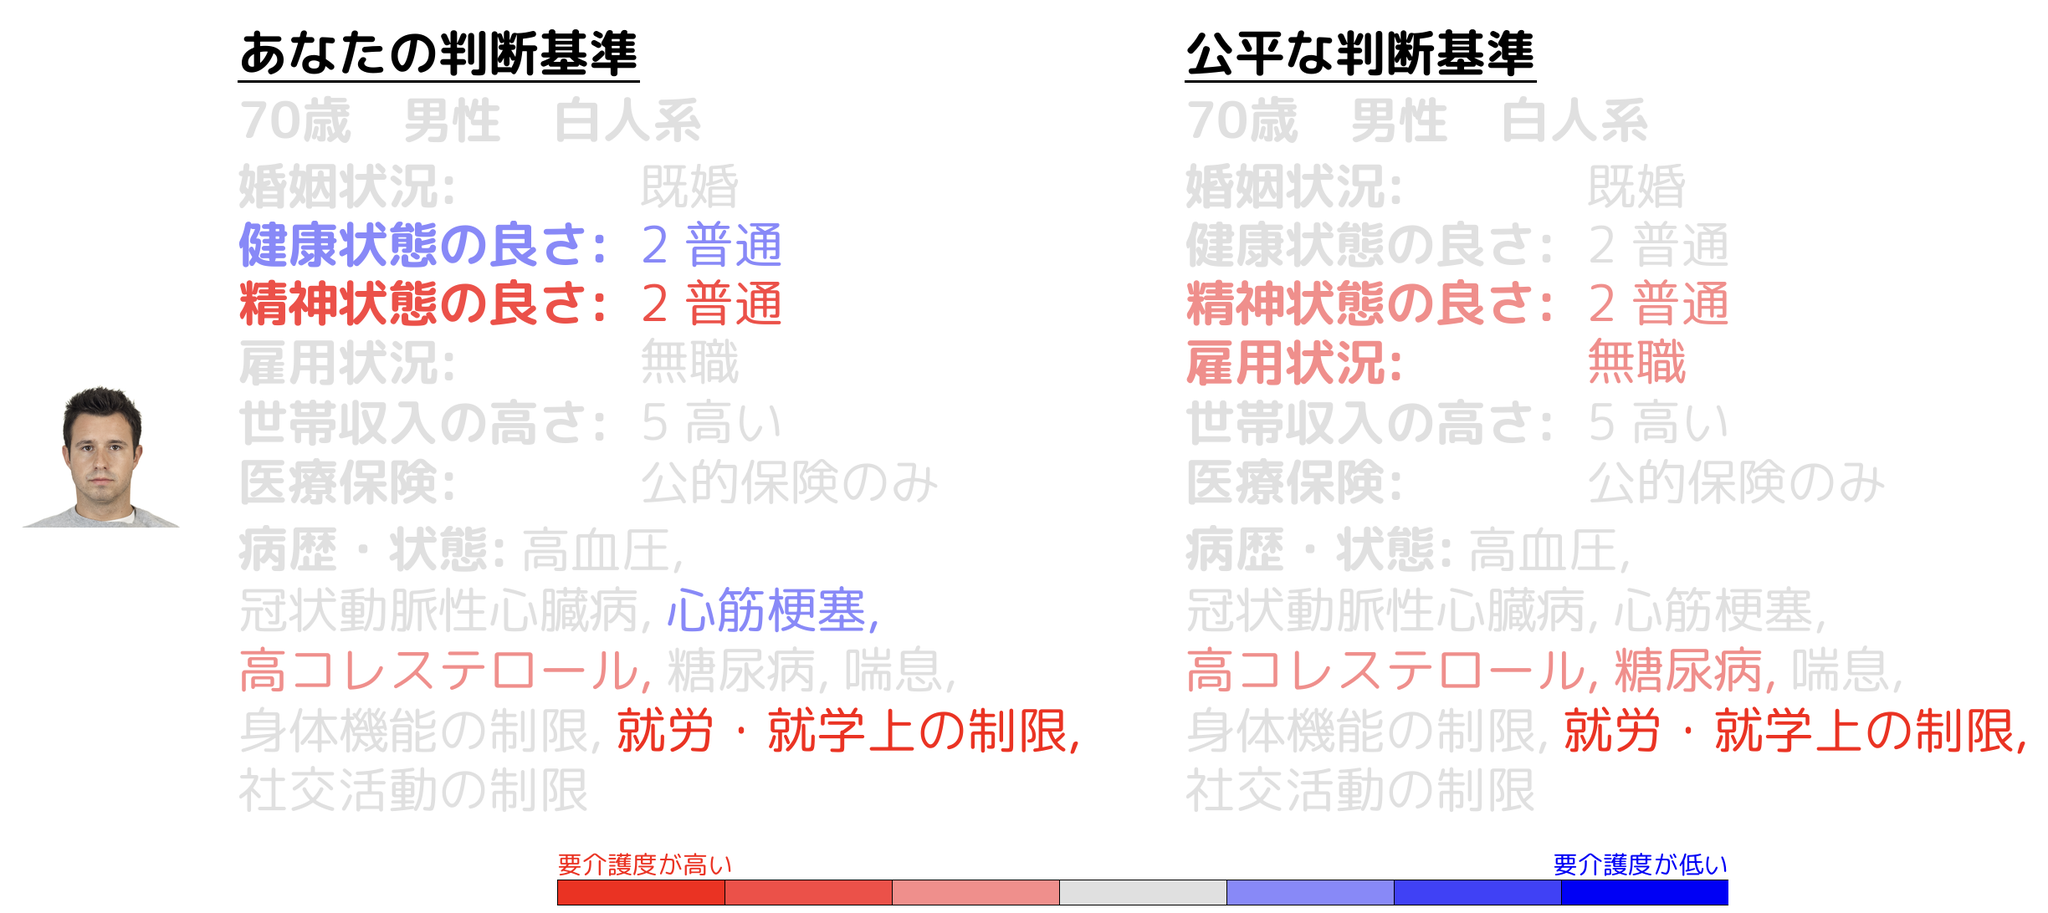 あなたの判断基準
70歳 男性 白人系
婚姻状況: 既婚
健康状態の良さ: 2 普通
精神状態の良さ: 2 普通
雇用状況: 無職
世帯収入の高さ: 5 高い
医療保険: 公的保険のみ
病歴・状態: 高血圧,
冠状動脈性心臓病, 心筋梗塞,
高コレステロール, 糖尿病, 喘息,
身体機能の制限, 就労・就学上の制限,
社交活動の制限
公平な判断基準
70歳 男性 白人系
婚姻状況: 既婚
健康状態の良さ: 2 普通
精神状態の良さ: 2 普通
雇用状況: 無職
世帯収入の高さ: 5 高い
医療保険: 公的保険のみ
病歴・状態: 高血圧,
冠状動脈性心臓病, 心筋梗塞,
高コレステロール, 糖尿病, 喘息,
身体機能の制限, 就労・就学上の制限,
社交活動の制限
要介護度が高い
要介護度が低い